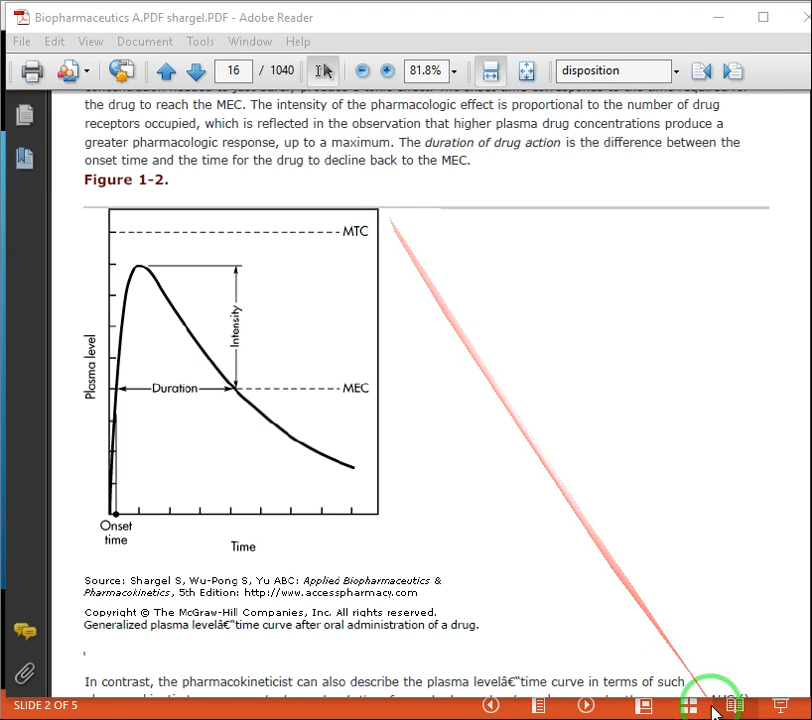 Biopharmaceutics A.PDF shargel.PDF - Adobe Reader
File Edit View Document Tools Window Help
16 / 1040 81.8% disposition
the drug to reach the MEC. The intensity of the pharmacologic effect is proportional to the number of drug
receptors occupied, which is reflected in the observation that higher plasma drug concentrations produce a
greater pharmacologic response, up to a maximum. The duration of drug action is the difference between the
onset time and the time for the drug to decline back to the MEC.
Figure 1-2.
MTC
Intensity
Plasma level
Duration
MEC
Onset
time
Time
Source: Shargel S, Wu-Pong S, Yu ABC: Applied Biopharmaceutics &
Pharmacokinetics, 5th Edition: http://www.accesspharmacy.com
Copyright © The McGraw-Hill Companies, Inc. All rights reserved.
Generalized plasma levelâ€“time curve after oral administration of a drug.
In contrast, the pharmacokineticist can also describe the plasma levelâ€“time curve in terms of such
SLIDE 2 OF 5